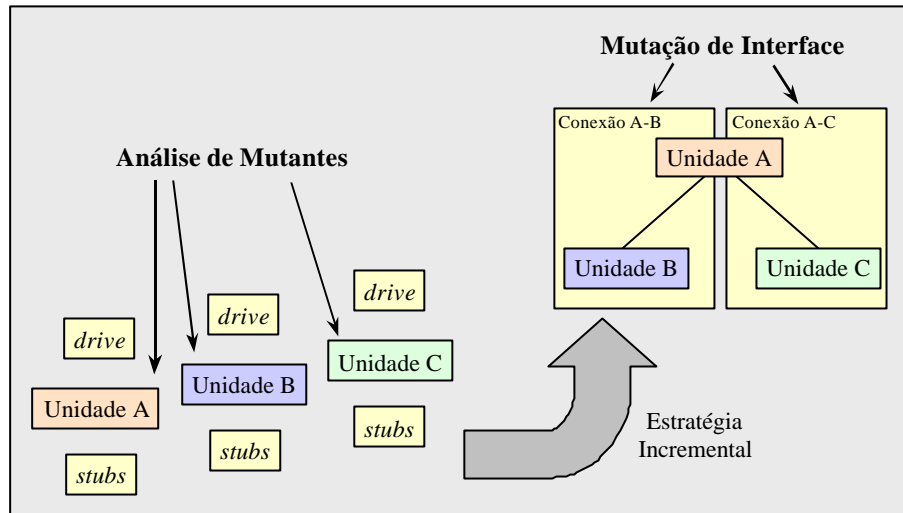 Mutação de Interface
Conexão A-B
Conexão A-C
Unidade A
Unidade B
Unidade C
Análise de Mutantes
drive
drive
drive
Unidade A
Unidade B
Unidade C
stubs
stubs
stubs
Estratégia
Incremental